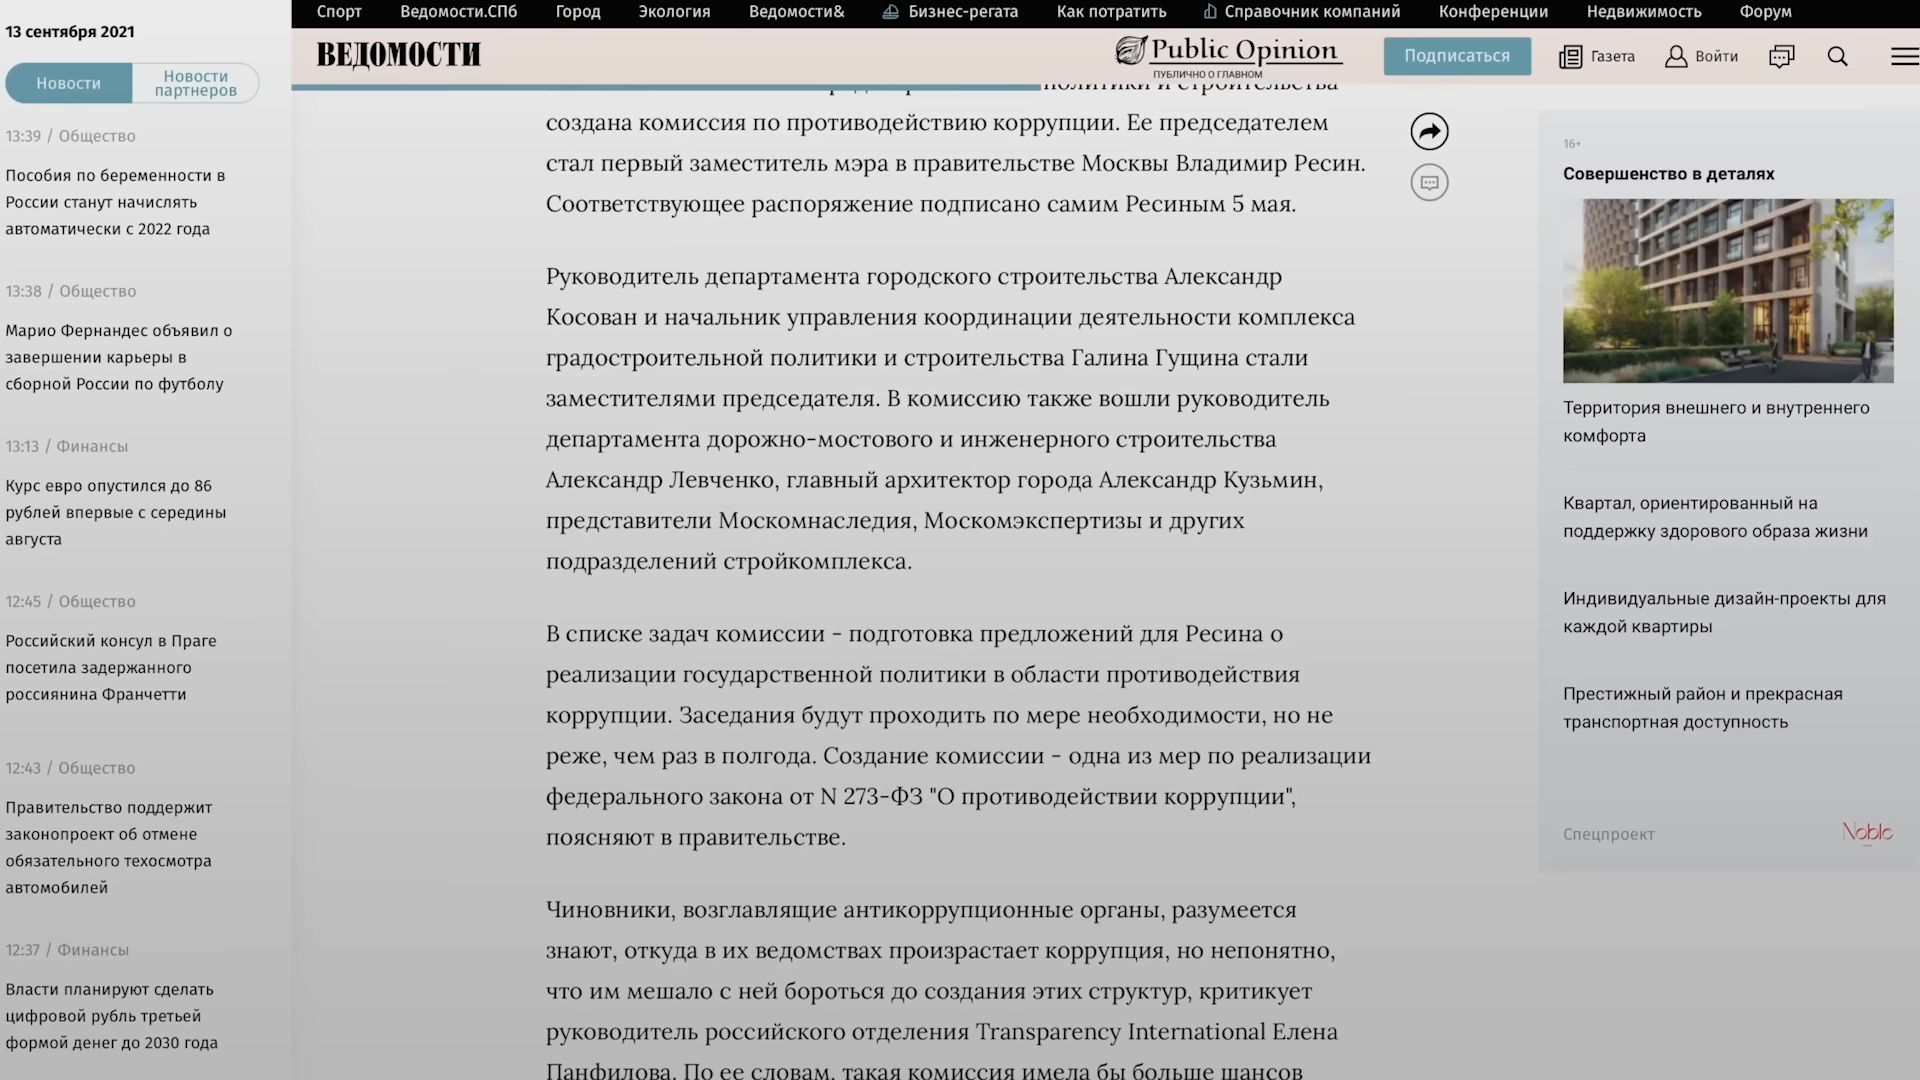 Спорт Ведомости.СПб Город Экология Ведомости& Бизнес-регата Как потратить Справочник компаний Конференции Недвижимость Форум
13 сентября 2021
ВЕДОМОСТИ
Public Opinion
ПУБЛИЧНО О ГЛАВНОМ
Подписаться
Газета
Войти
Новости
Новости
партнеров
13:39 / Общество
Пособия по беременности в
России станут начислять
автоматически с 2022 года
13:38 / Общество
Марио Фернандес объявил о
завершении карьеры в
сборной России по футболу
13:13 / Финансы
Курс евро опустился до 86
рублей впервые с середины
августа
12:45 / Общество
Российский консул в Праге
посетила задержанного
россиянина Франчетти
12:43 / Общество
Правительство поддержит
законопроект об отмене
обязательного техосмотра
автомобилей
12:37 / Финансы
Власти планируют сделать
цифровой рубль третьей
формой денег до 2030 года
политики и строительства
создана комиссия по противодействию коррупции. Ее председателем
стал первый заместитель мэра в правительстве Москвы Владимир Ресин.
Соответствующее распоряжение подписано самим Ресиным 5 мая.
Руководитель департамента городского строительства Александр
Косован и начальник управления координации деятельности комплекса
градостроительной политики и строительства Галина Гущина стали
заместителями председателя. В комиссию также вошли руководитель
департамента дорожно-мостового и инженерного строительства
Александр Левченко, главный архитектор города Александр Кузьмин,
представители Москомнаследия, Москомэкспертизы и других
подразделений стройкомплекса.
В списке задач комиссии - подготовка предложений для Ресина о
реализации государственной политики в области противодействия
коррупции. Заседания будут проходить по мере необходимости, но не
реже, чем раз в полгода. Создание комиссии - одна из мер по реализации
федерального закона от N 273-ФЗ "О противодействии коррупции",
поясняют в правительстве.
Чиновники, возглавлящие антикоррупционные органы, разумеется
знают, откуда в их ведомствах произрастает коррупция, но непонятно,
что им мешало с ней бороться до создания этих структур, критикует
руководитель российского отделения Transparency International Елена
Панфилова. По ее словам, такая комиссия имела бы больше шансов
16+
Совершенство в деталях
Территория внешнего и внутреннего
комфорта
Квартал, ориентированный на
поддержку здорового образа жизни
Индивидуальные дизайн-проекты для
каждой квартиры
Престижный район и прекрасная
транспортная доступность
Спецпроект
Noble